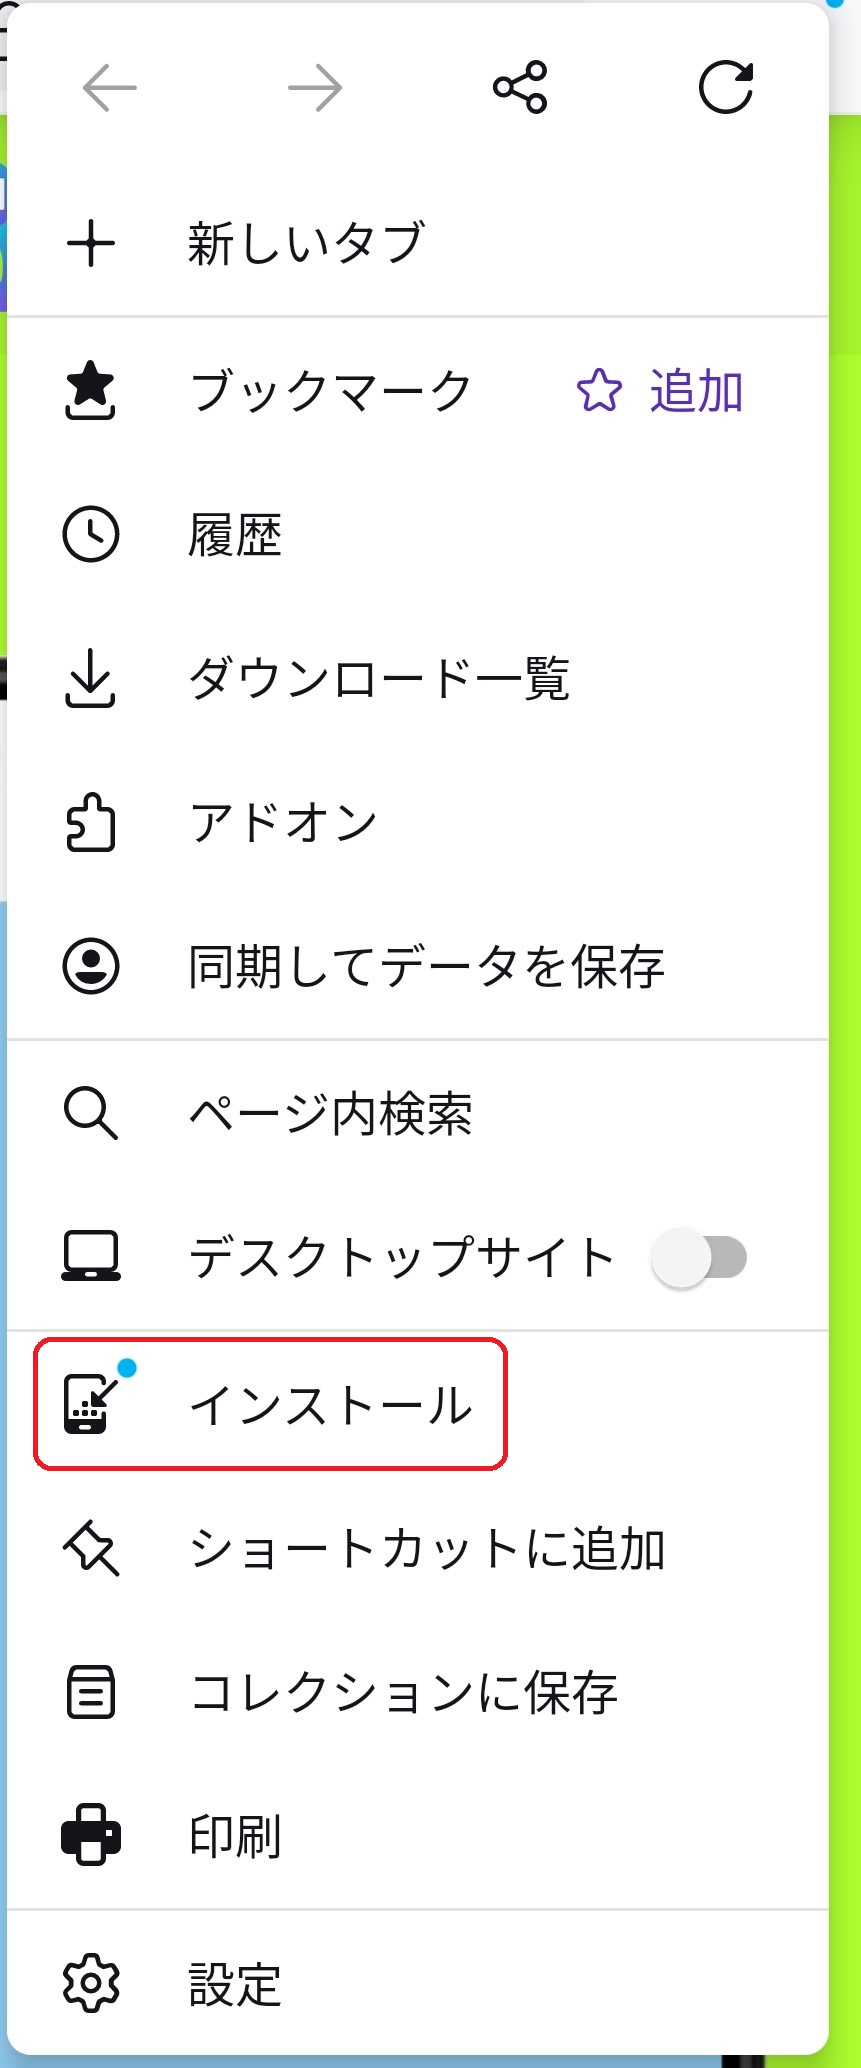 新しいタブ
ブックマーク 追加
履歴
ダウンロード一覧
アドオン
同期してデータを保存
ページ内検索
デスクトップサイト
インストール
ショートカットに追加
コレクションに保存
印刷
設定